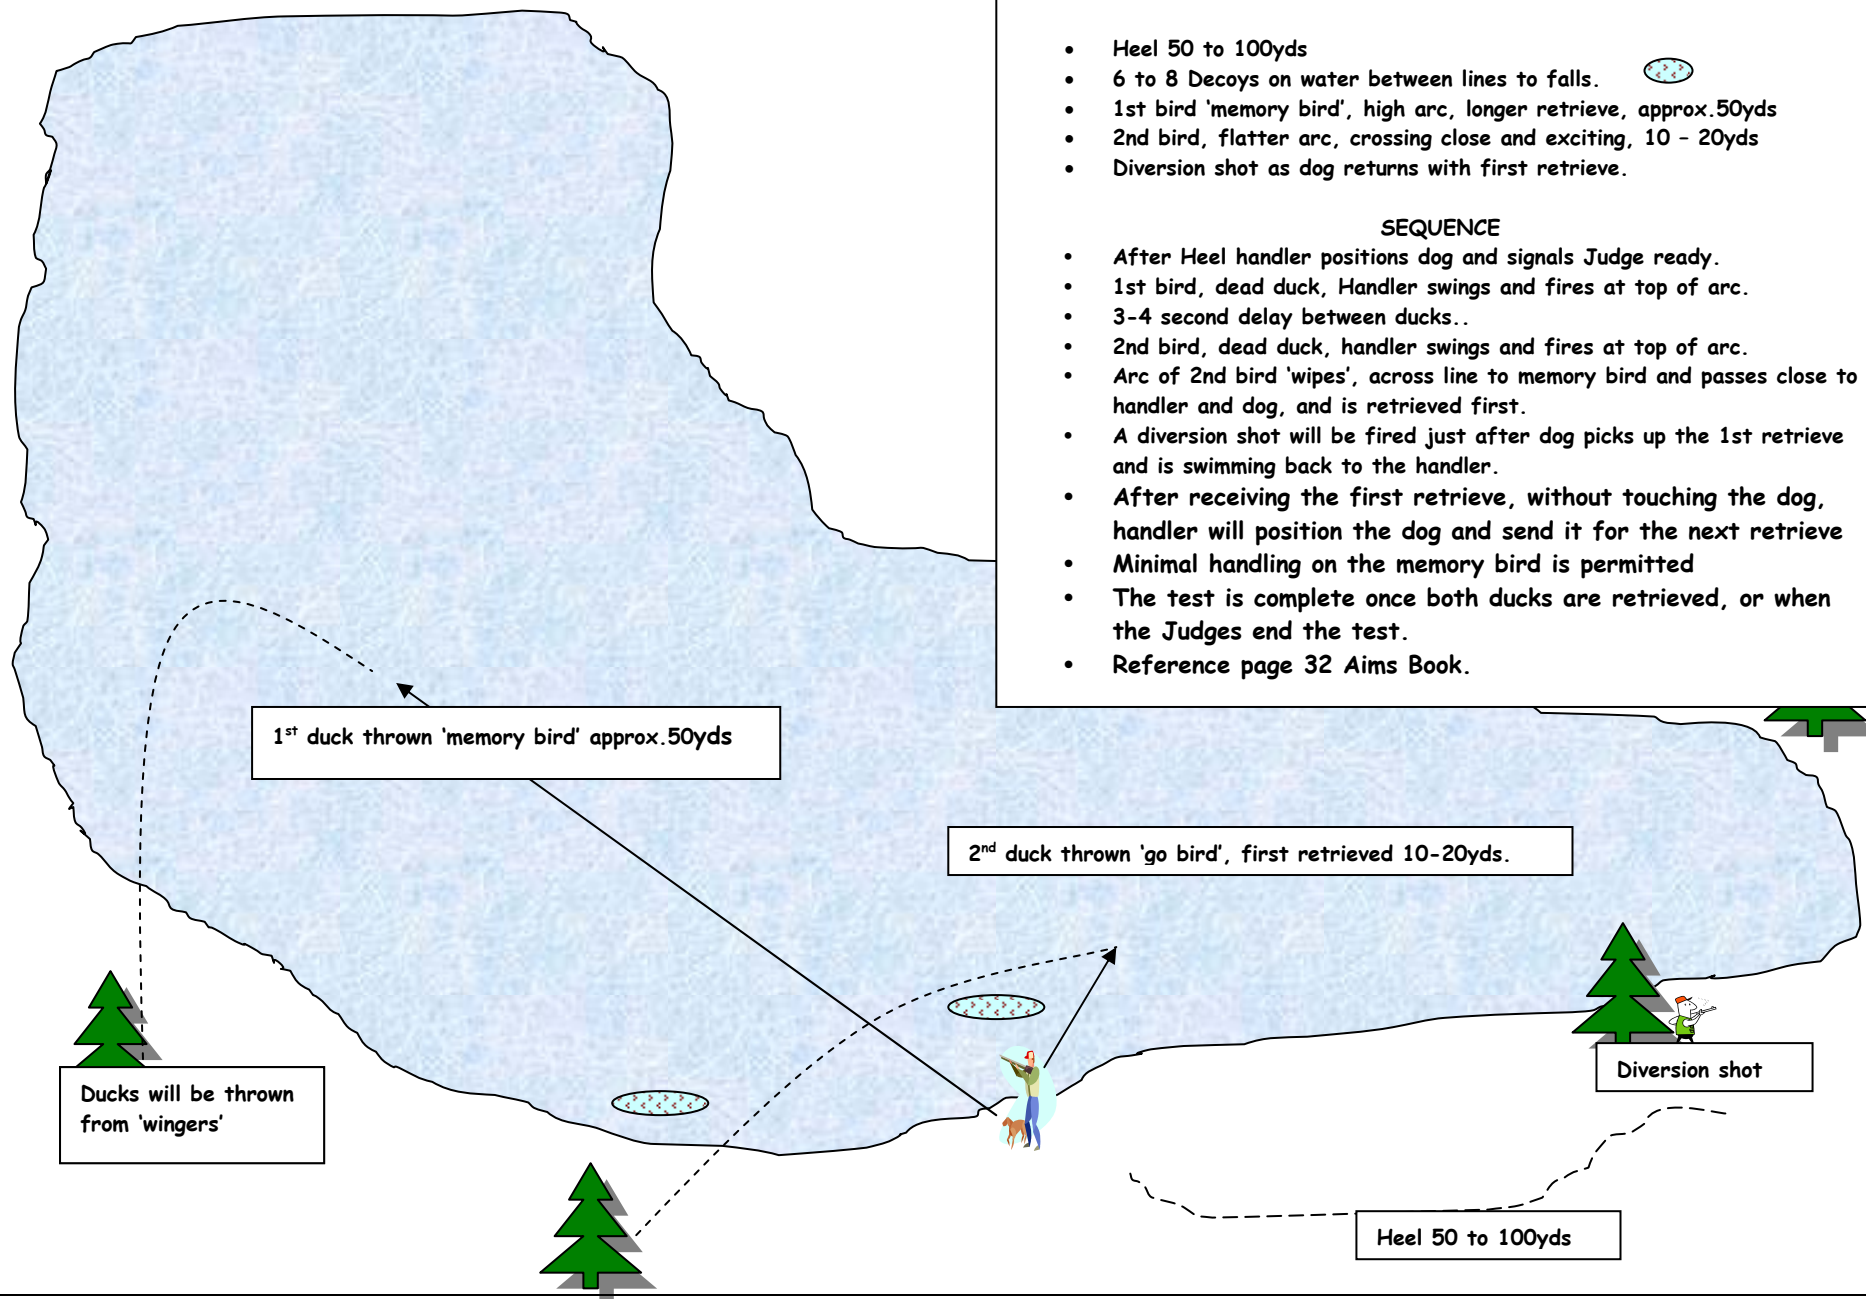 • Heel 50 to 100yds
• 6 to 8 Decoys on water between lines to falls.
• 1st bird ‘memory bird’, high arc, longer retrieve, approx.50yds
• 2nd bird, flatter arc, crossing close and exciting, 10 – 20yds
• Diversion shot as dog returns with first retrieve.
SEQUENCE
• After Heel handler positions dog and signals Judge ready.
• 1st bird, dead duck, Handler swings and fires at top of arc.
• 3-4 second delay between ducks..
• 2nd bird, dead duck, handler swings and fires at top of arc.
• Arc of 2nd bird ‘wipes’, across line to memory bird and passes close to
handler and dog, and is retrieved first.
• A diversion shot will be fired just after dog picks up the 1st retrieve
and is swimming back to the handler.
• After receiving the first retrieve, without touching the dog,
handler will position the dog and send it for the next retrieve
• Minimal handling on the memory bird is permitted
• The test is complete once both ducks are retrieved, or when
the Judges end the test.
• Reference page 32 Aims Book.
1st duck thrown ‘memory bird’ approx.50yds
2nd duck thrown ‘go bird’, first retrieved 10-20yds.
Diversion shot
Ducks will be thrown
from ‘wingers’
Heel 50 to 100yds